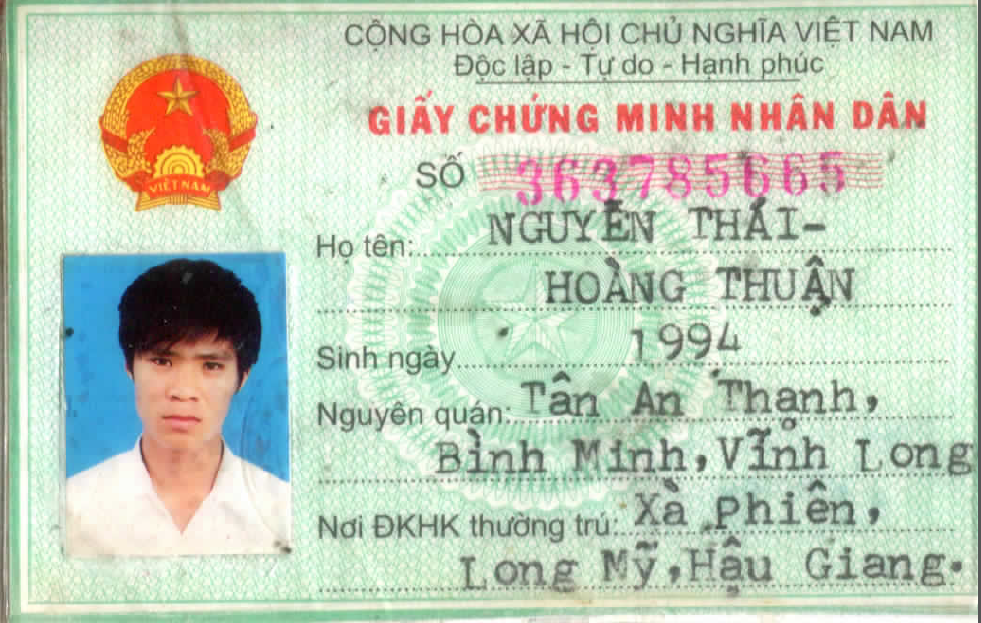 CỘNG HÒA XÃ HỘI CHỦ NGHĨA VIỆT NAM
Độc lập - Tự do - Hạnh phúc
GIẤY CHỨNG MINH NHÂN DÂN
SỐ 363785665
Họ tên: NGUYỄN THÁI-
HOÀNG THUẬN
Sinh ngày 1994
Nguyên quán: Tân An Thạnh,
Bình Minh, Vĩnh Long
Nơi ĐKHK thường trú: Xà Phiên,
Long Mỹ, Hậu Giang.
VIỆT NAM